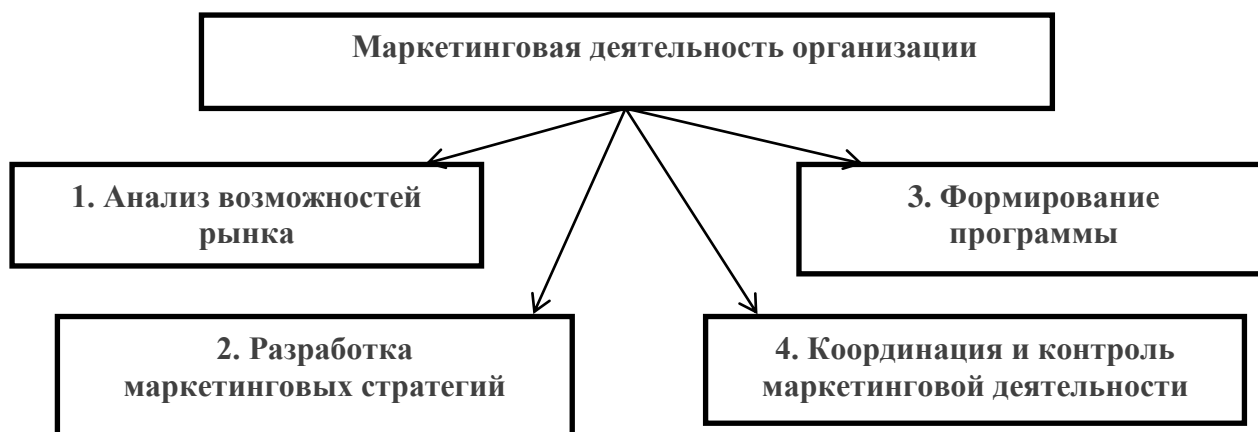 Маркетинговая деятельность организации
1. Анализ возможностей
рынка
3. Формирование
программы
2. Разработка
маркетинговых стратегий
4. Координация и контроль
маркетинговой деятельности